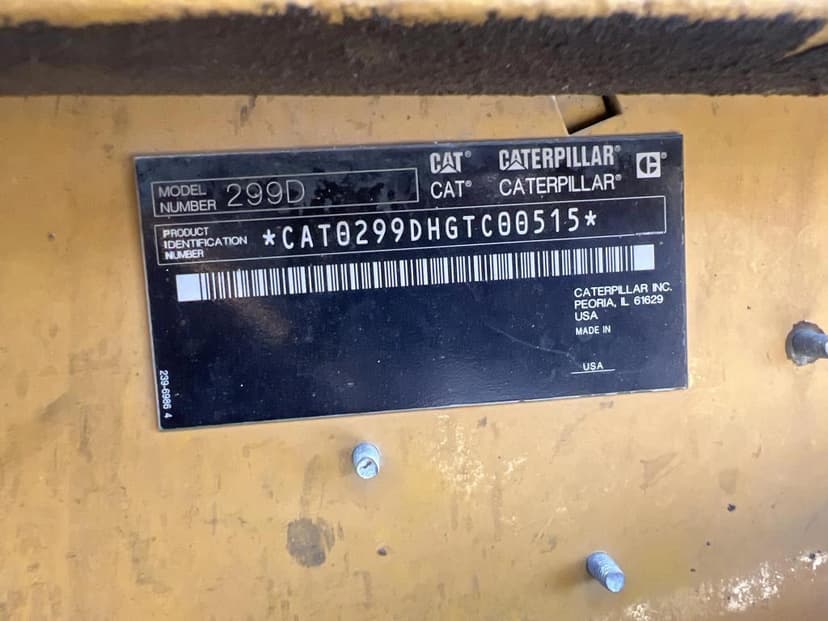 CAT® CATERPILLAR®
CAT® CATERPILLAR®
MODEL NUMBER 299D
PRODUCT IDENTIFICATION NUMBER *CAT0299DHGTC00515*
CATERPILLAR INC.
PEORIA, IL 61629
USA
MADE IN
USA
239-6986 4